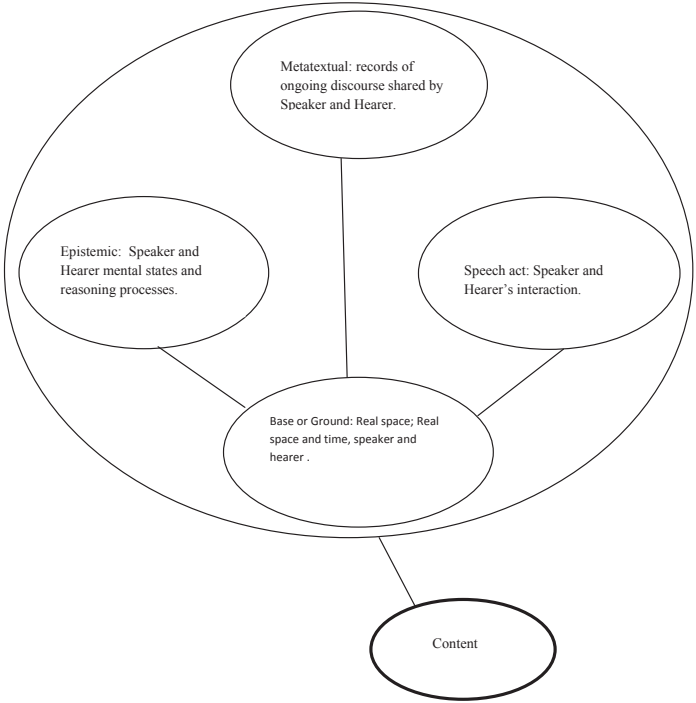 Metatextual: records of
ongoing discourse shared by
Speaker and Hearer.
Epistemic:  Speaker and
Hearer mental states and
reasoning processes.
Speech act: Speaker and
Hearer’s interaction.
Base or Ground: Real space; Real
space and time, speaker and
hearer .
Content